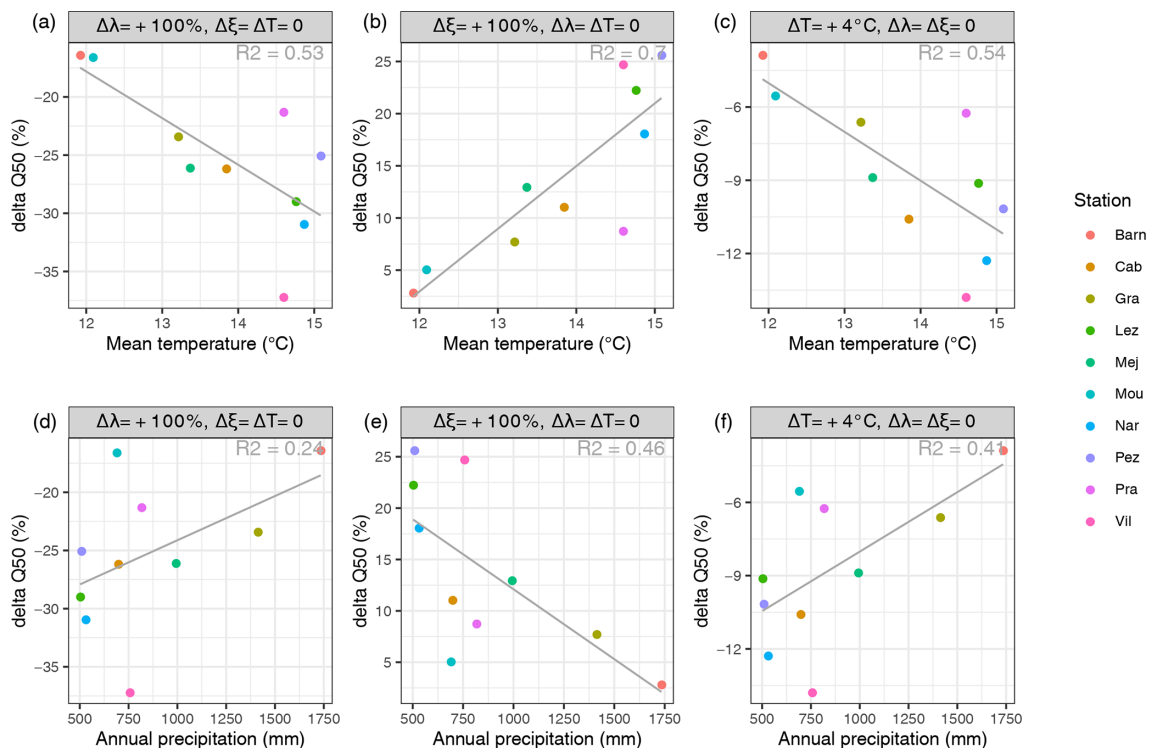 (a) Δλ= + 100%, Δξ= ΔT= 0
R2 = 0.53
delta Q50 (%)
−20
−25
−30
−35
12 13 14 15
Mean temperature (°C)
(b) Δξ= + 100%, Δλ= ΔT= 0
R2 = 0.7
delta Q50 (%)
25
20
15
10
5
12 13 14 15
Mean temperature (°C)
(c) ΔT= + 4°C, Δλ= Δξ= 0
R2 = 0.54
delta Q50 (%)
−6
−9
−12
12 13 14 15
Mean temperature (°C)
(d) Δλ= + 100%, Δξ= ΔT= 0
R2 = 0.24
delta Q50 (%)
−20
−25
−30
−35
500 750 1000 1250 1500 1750
Annual precipitation (mm)
(e) Δξ= + 100%, Δλ= ΔT= 0
R2 = 0.46
delta Q50 (%)
25
20
15
10
5
500 750 1000 1250 1500 1750
Annual precipitation (mm)
(f) ΔT= + 4°C, Δλ= Δξ= 0
R2 = 0.41
delta Q50 (%)
−6
−9
−12
500 750 1000 1250 1500 1750
Annual precipitation (mm)
Station
Barn
Cab
Gra
Lez
Mej
Mou
Nar
Pez
Pra
Vil